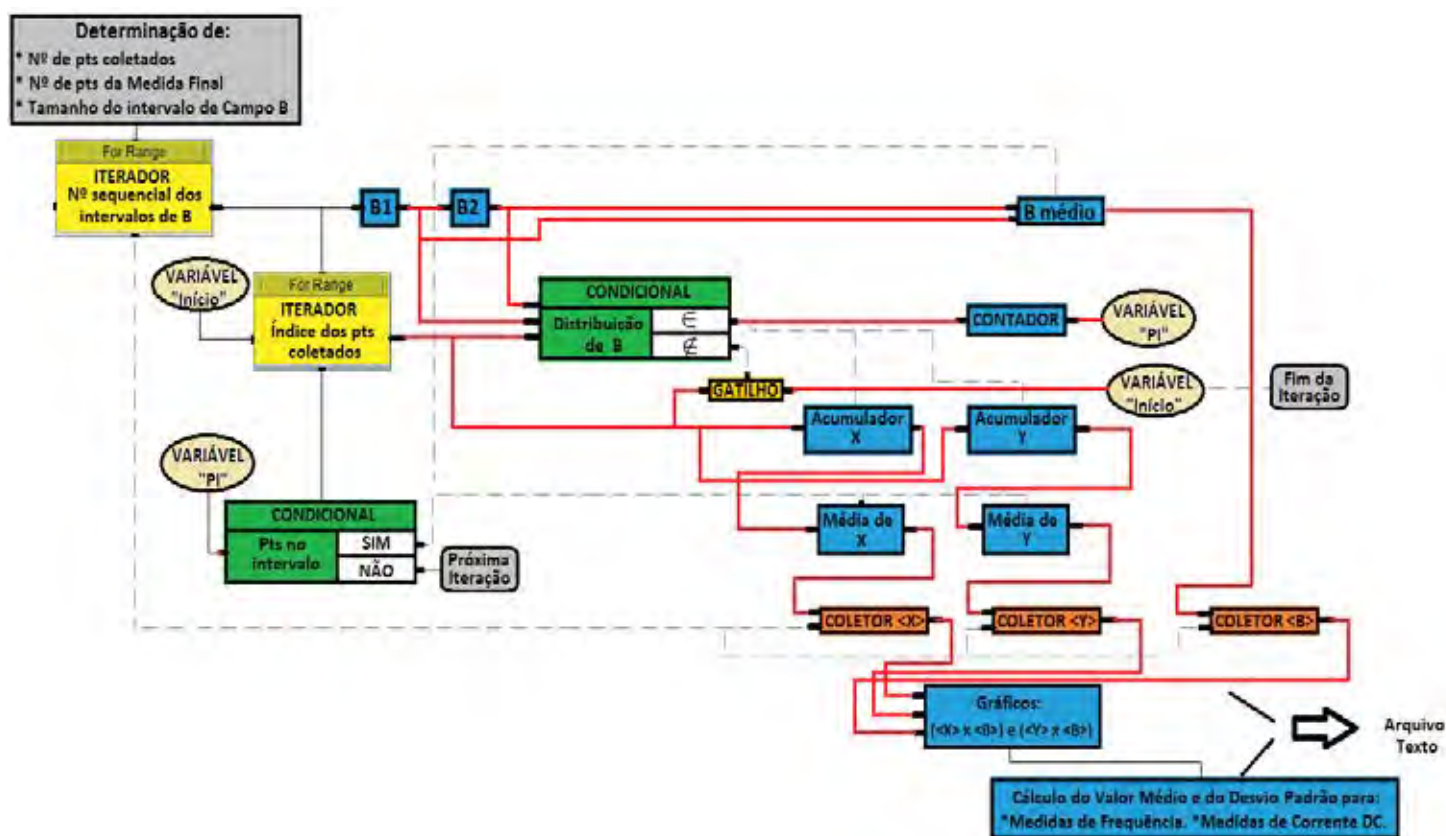 Determinação de:
* Nº de pts coletados
* Nº de pts da Medida Final
* Tamanho do intervalo de Campo B
For Range
ITERADOR
Nº sequencial dos
intervalos de B
B1
B2
B médio
VARIÁVEL
"Início"
For Range
ITERADOR
Índice dos pts
coletados
CONDICIONAL
Distribuição
de B
∈
∉
CONTADOR
VARIÁVEL
"PI"
GATILHO
VARIÁVEL
"Início"
Fim da
Iteração
Acumulador
X
Acumulador
Y
VARIÁVEL
"PI"
CONDICIONAL
Pts no
intervalo
SIM
NÃO
Próxima
Iteração
Média de
X
Média de
Y
COLETOR <X>
COLETOR <Y>
COLETOR <B>
Gráficos:
(<X> x <B>) e (<Y> x <B>)
Arquivo
Texto
Cálculo do Valor Médio e do Desvio Padrão para:
*Medidas de Frequência. *Medidas de Corrente DC.